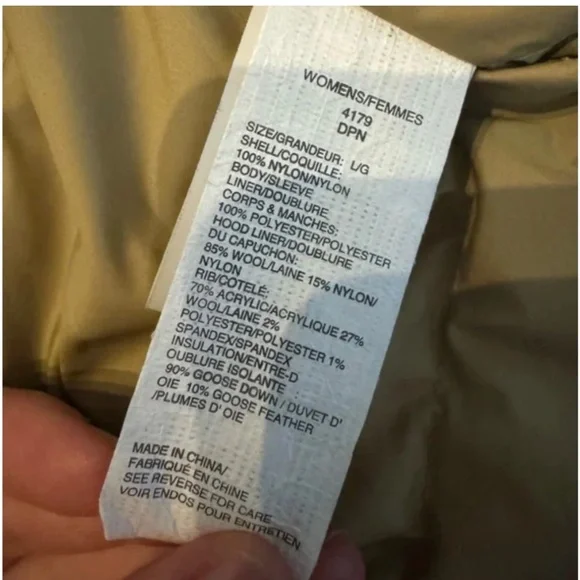 WOMENS/FEMMES
4179
DPN
SIZE/GRANDEUR: L/G
SHELL/COQUILLE:
100% NYLON/NYLON
BODY/SLEEVE
LINER/DOUBLURE
CORPS & MANCHES:
100% POLYESTER/POLYESTER
HOOD LINER/DOUBLURE
DU CAPUCHON:
85% WOOL/LAINE 15% NYLON/
NYLON
RIB/COTELÉ:
70% ACRYLIC/ACRYLIQUE 27%
WOOL/LAINE 2%
POLYESTER/POLYESTER 1%
SPANDEX/SPANDEX
INSULATION/ENTRE-D
OUBLURE ISOLANTE :
90% GOOSE DOWN / DUVET D'
OIE 10% GOOSE FEATHER
/PLUMES D' OIE
MADE IN CHINA/
FABRIQUÉ EN CHINE
SEE REVERSE FOR CARE
VOIR ENDOS POUR ENTRETIEN